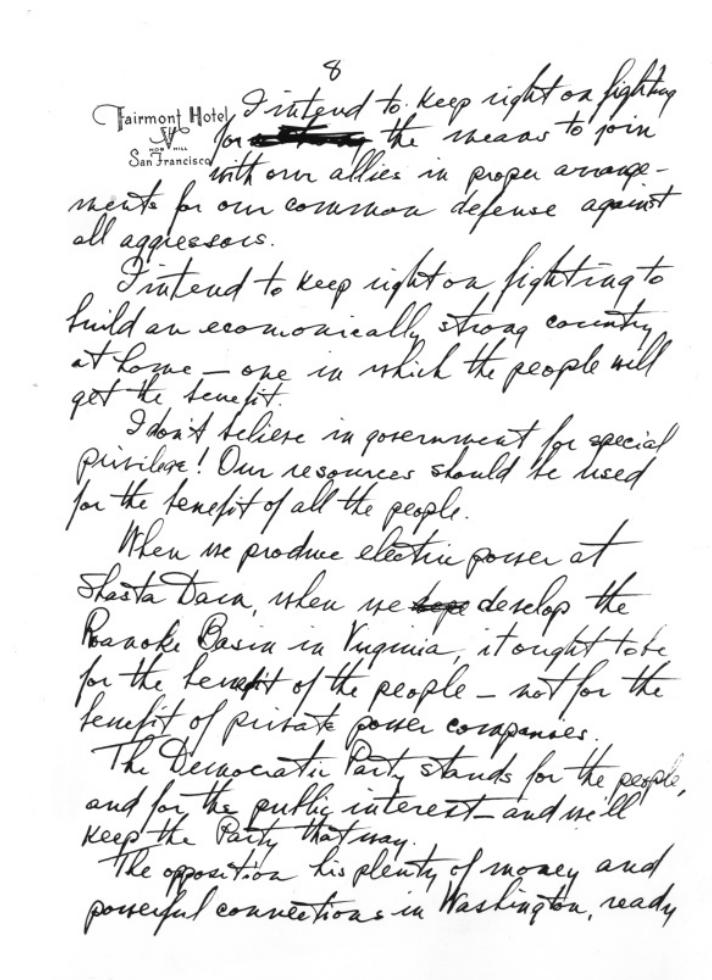 8
Fairmont Hotel
NOB HILL
San Francisco
I intend to keep right on fighting
for the means to join
with our allies in proper arrange-
ments for our common defense against
all aggressors.
I intend to keep right on fighting to
build an economically strong country
at home – one in which the people will
get the benefit.
I don't believe in government for special
privilege! Our resources should be used
for the benefit of all the people.
When we produce electric power at
Shasta Dam, when we develop the
Roanoke Basin in Virginia, it ought to be
for the benefit of the people – not for the
benefit of private power companies.
The Democratic Party stands for the people,
and for the public interest – and we'll
keep the Party that way.
The opposition his plenty of money and
powerful connections in Washington, ready